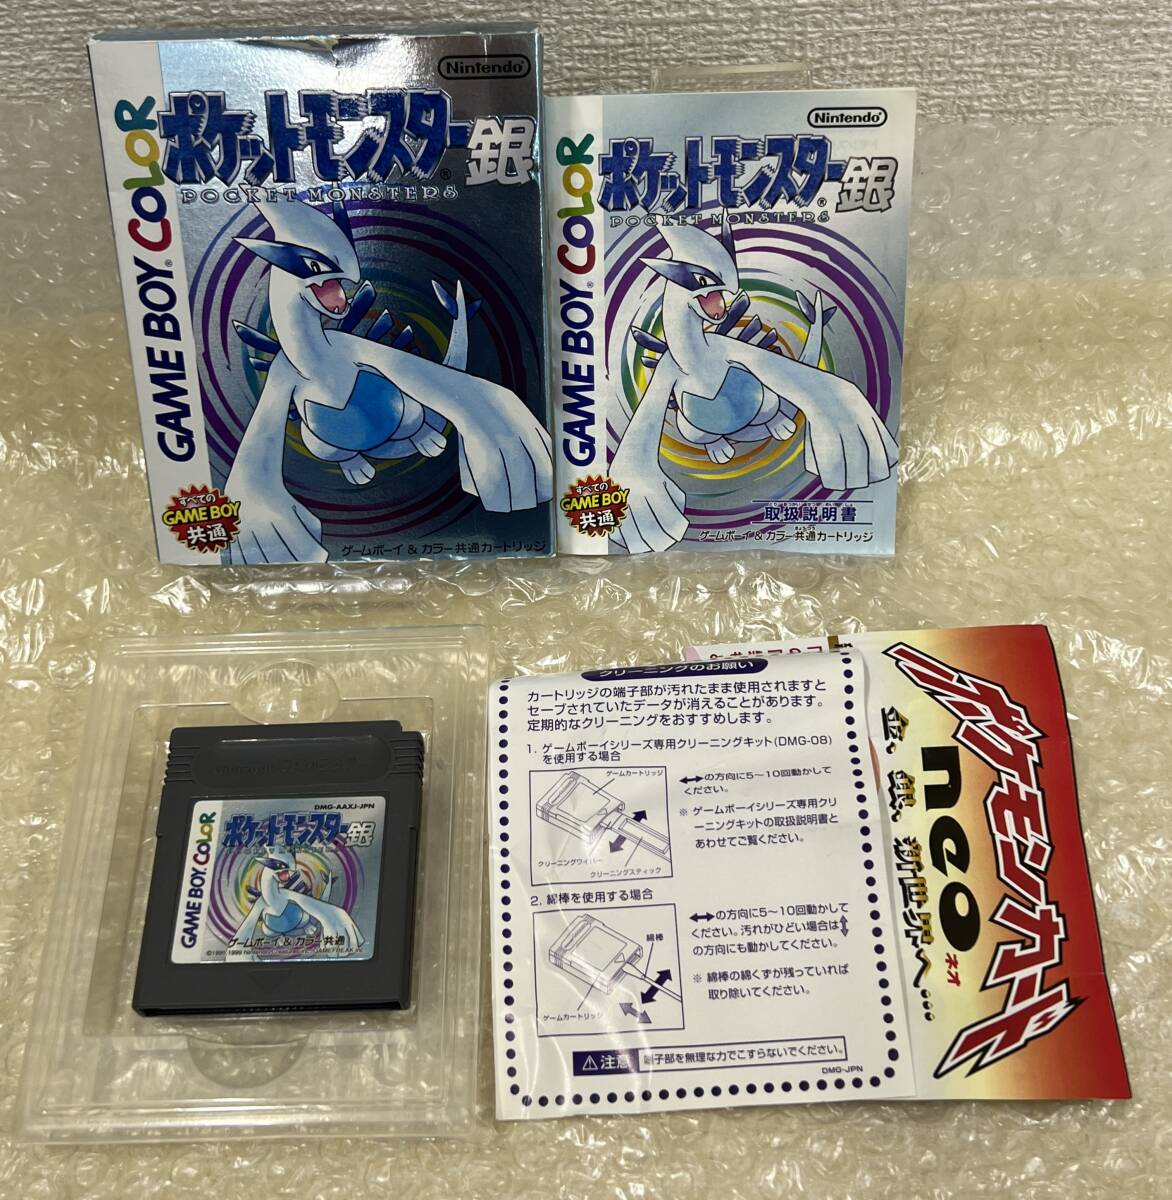 Nintendo
ポケットモンスター銀
POCKET MONSTERS
GAME BOY COLOR
すべての
GAME BOY
共通
ゲームボーイ & カラー共通カートリッジ
Nintendo
ポケットモンスター銀
POCKET MONSTERS
GAME BOY COLOR
すべての
GAME BOY
共通
取扱説明書
ゲームボーイ & カラー共通カートリッジ
DMG-AAXJ-JPN
ポケットモンスター銀
GAME BOY COLOR
ゲームボーイ & カラー共通
クリーニングのお願い
カートリッジの端子部が汚れたまま使用されますと
セーブされていたデータが消えることがあります。
定期的なクリーニングをおすすめします。
1. ゲームボーイシリーズ専用クリーニングキット(DMG-08)
を使用する場合
ゲームカートリッジ
クリーニングワイパー
クリーニングスティック
の方向に5〜10回動かして
ください。
※ ゲームボーイシリーズ専用クリ
ーニングキットの取扱説明書と
あわせてご覧ください。
2. 綿棒を使用する場合
綿棒
ゲームカートリッジ
の方向に5〜10回動かして
ください。汚れがひどい場合は
の方向にも動かしてください。
※ 綿棒の綿くずが残っていれば
取り除いてください。
注意 端子部を無理な力でこすらないでください。
DMG-JPN
ポケモンカード
neo
ネオ
金、銀、新世界へ…